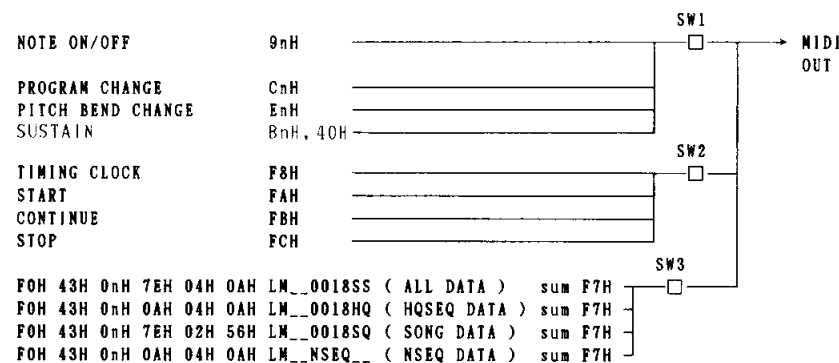 SW1
NOTE ON/OFF 9nH MIDI
OUT
PROGRAM CHANGE CnH
PITCH BEND CHANGE EnH
SUSTAIN BnH, 40H
SW2
TIMING CLOCK F8H
START FAH
CONTINUE FBH
STOP FCH
SW3
F0H 43H 0nH 7EH 04H 0AH LM__0018SS ( ALL DATA ) sum F7H
F0H 43H 0nH 0AH 04H 0AH LM__0018HQ ( HQSEQ DATA ) sum F7H
F0H 43H 0nH 7EH 02H 56H LM__0018SQ ( SONG DATA ) sum F7H
F0H 43H 0nH 0AH 04H 0AH LM__NSEQ__ ( NSEQ DATA ) sum F7H